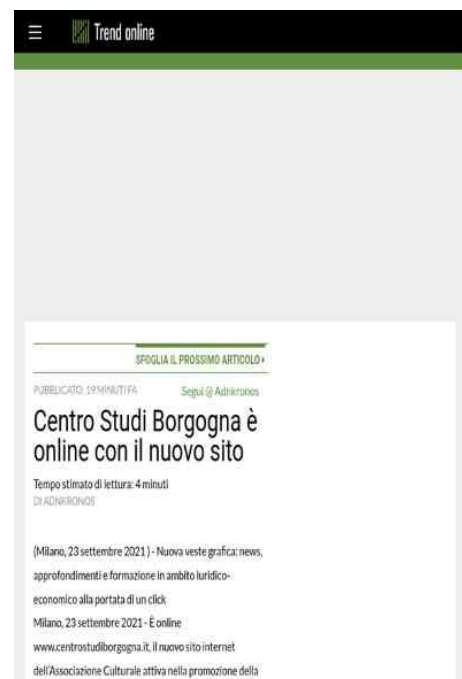 Trend online
SFOGLIA IL PROSSIMO ARTICOLO
PUBBLICATO: 19 MINUTI FA
Segui @ Adnkronos
Centro Studi Borgogna è
online con il nuovo sito
Tempo stimato di lettura: 4 minuti
DI ADNKRONOS
(Milano, 23 settembre 2021 ) - Nuova veste grafica: news,
approfondimenti e formazione in ambito iuridico-
economico alla portata di un click
Milano, 23 settembre 2021 - È online
www.centrostudiborgogna.it, il nuovo sito internet
dell'Associazione Culturale attiva nella promozione della